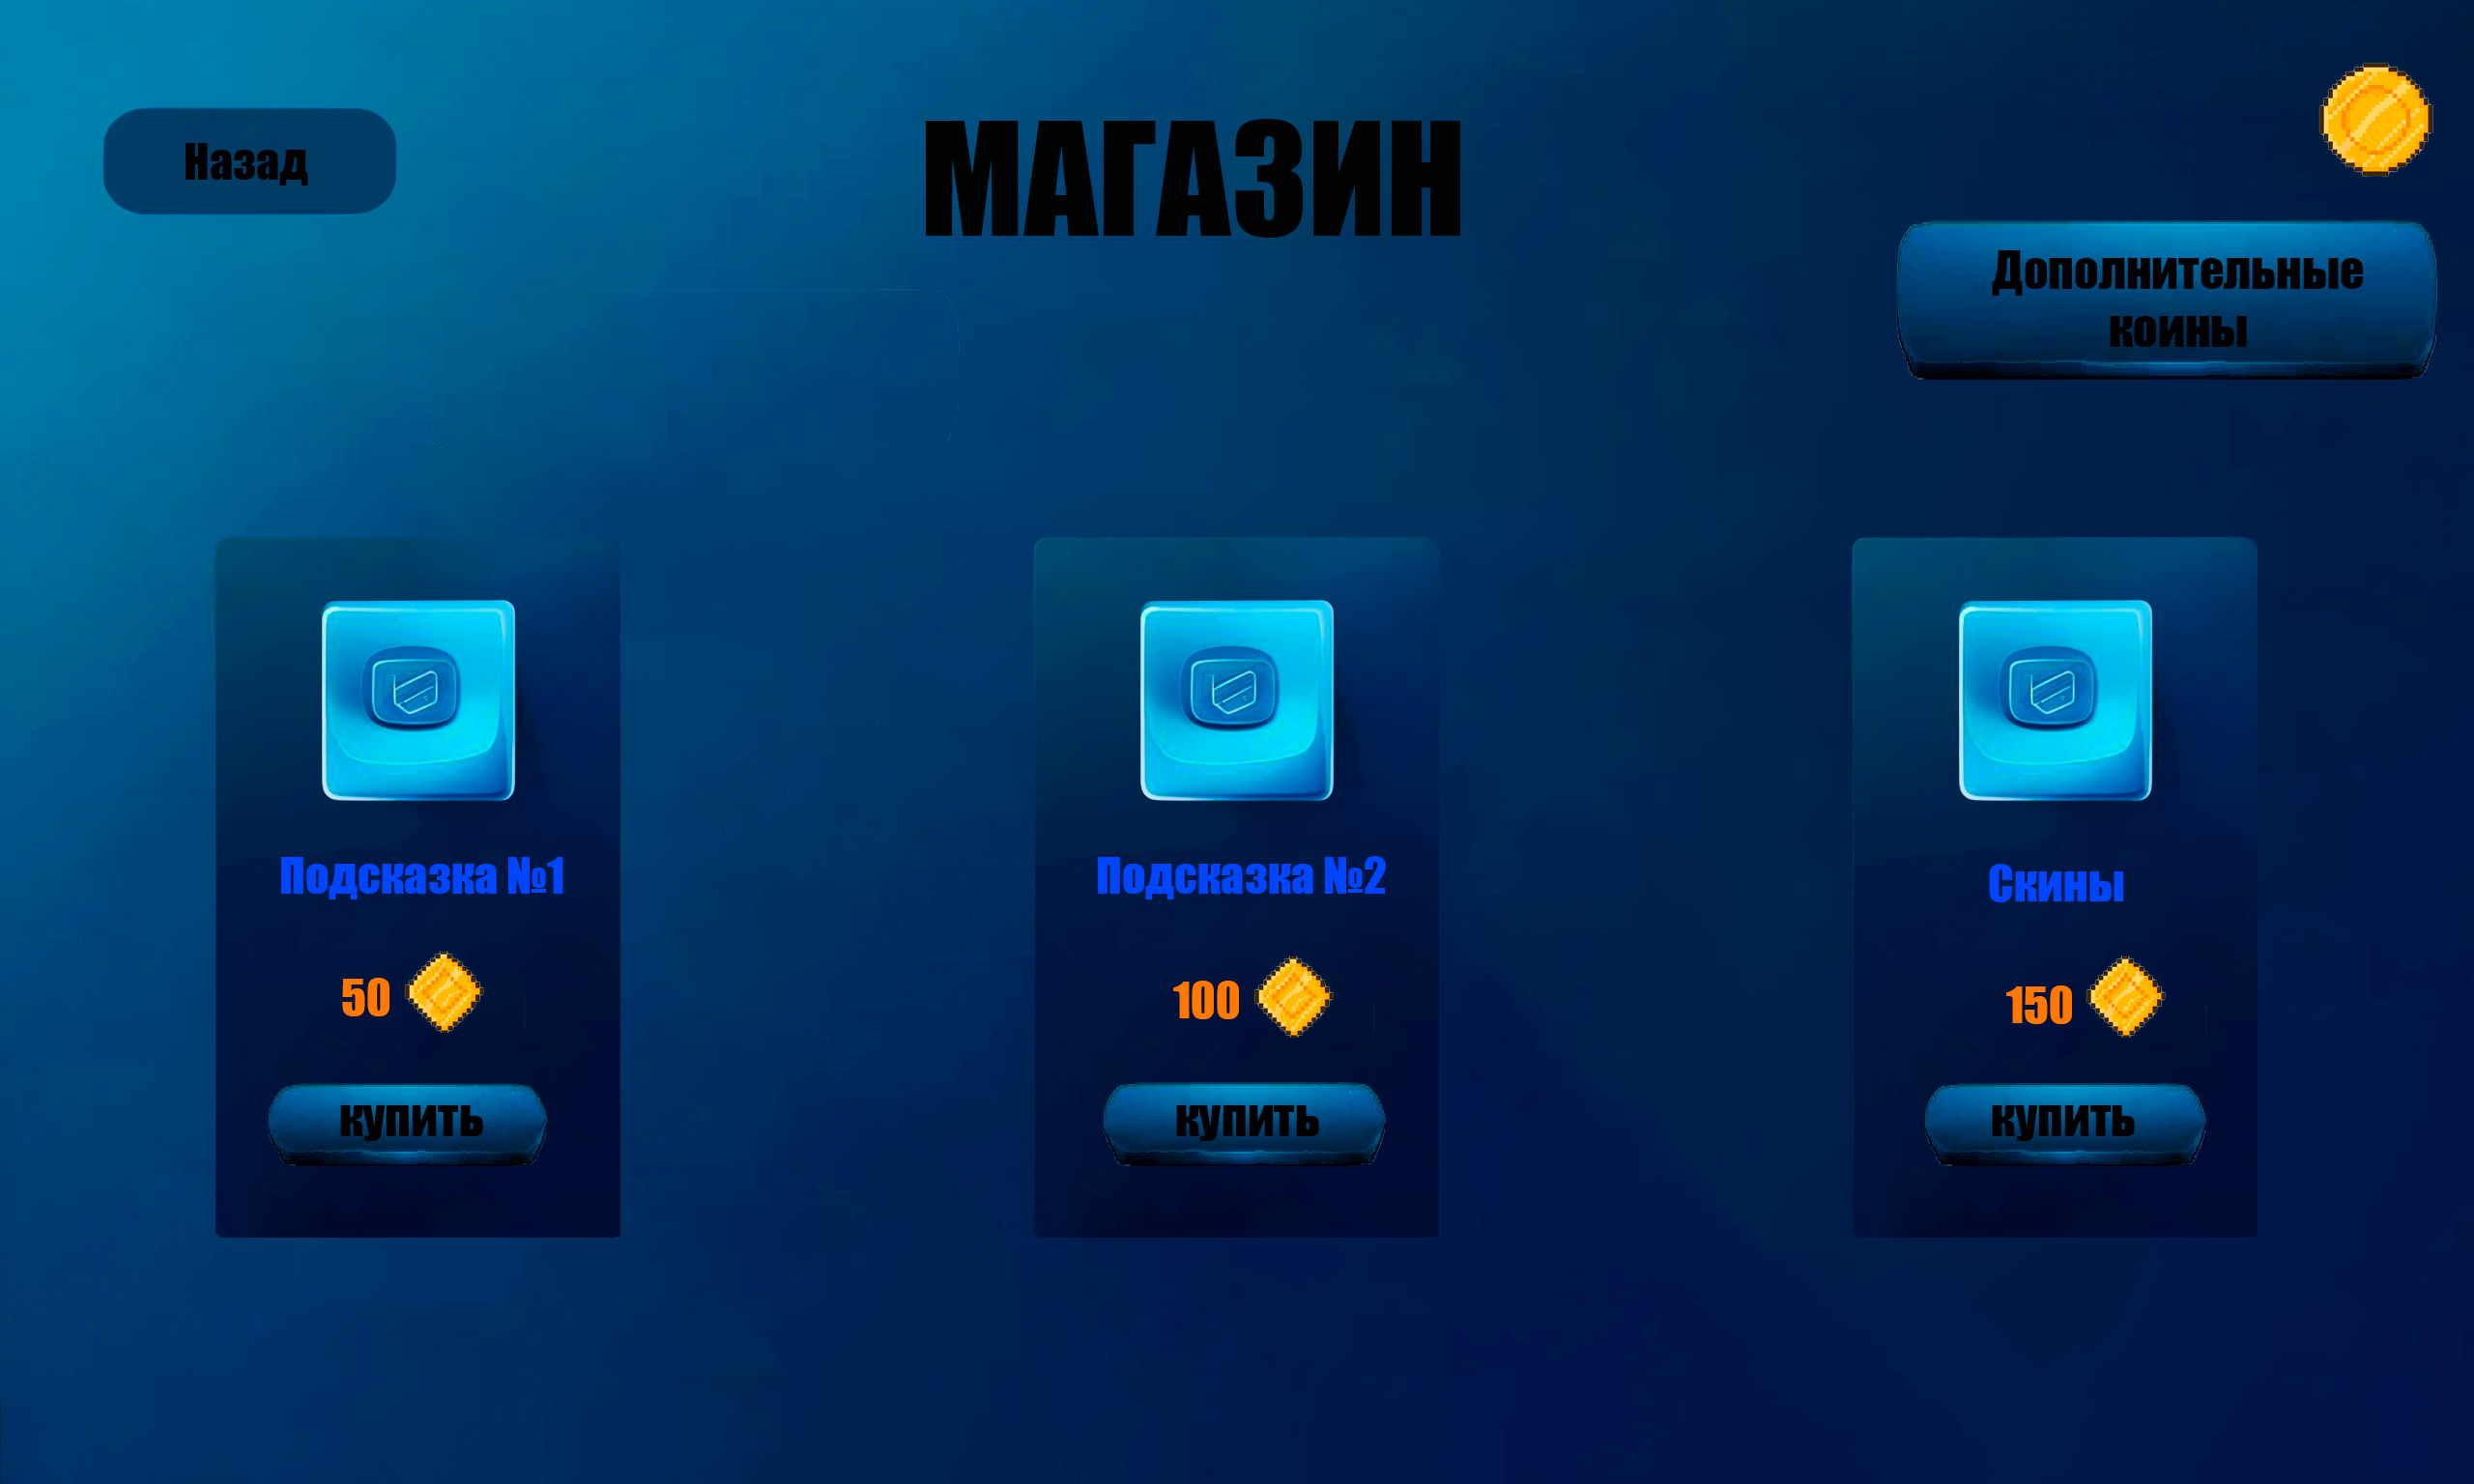 Назад
МАГАЗИН
Дополнительные
коины
Подсказка №1
50
купить
Подсказка №2
100
купить
Скины
150
купить